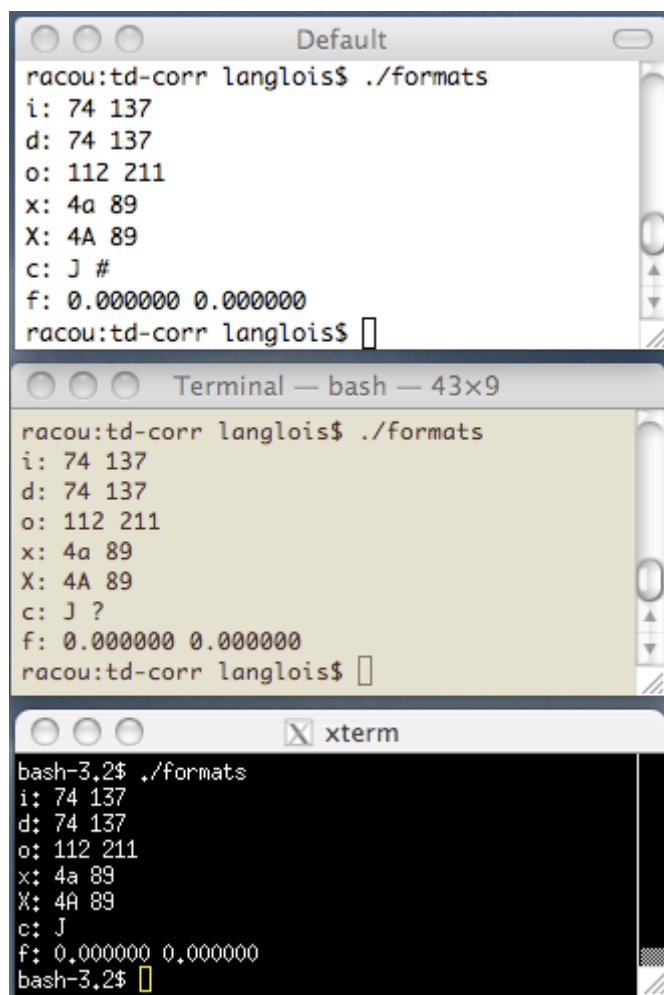 Default
racou:td-corr langlois$ ./formats
i: 74 137
d: 74 137
o: 112 211
x: 4a 89
X: 4A 89
c: J #
f: 0.000000 0.000000
racou:td-corr langlois$
Terminal — bash — 43×9
racou:td-corr langlois$ ./formats
i: 74 137
d: 74 137
o: 112 211
x: 4a 89
X: 4A 89
c: J ?
f: 0.000000 0.000000
racou:td-corr langlois$
X xterm
bash-3.2$ ./formats
i: 74 137
d: 74 137
o: 112 211
x: 4a 89
X: 4A 89
c: J
f: 0.000000 0.000000
bash-3.2$